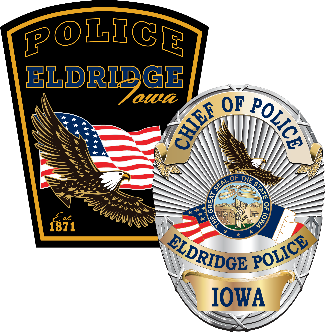 POLICE
ELDRIDGE
Iowa
Est.
1871
CHIEF OF POLICE
ELDRIDGE POLICE
IOWA